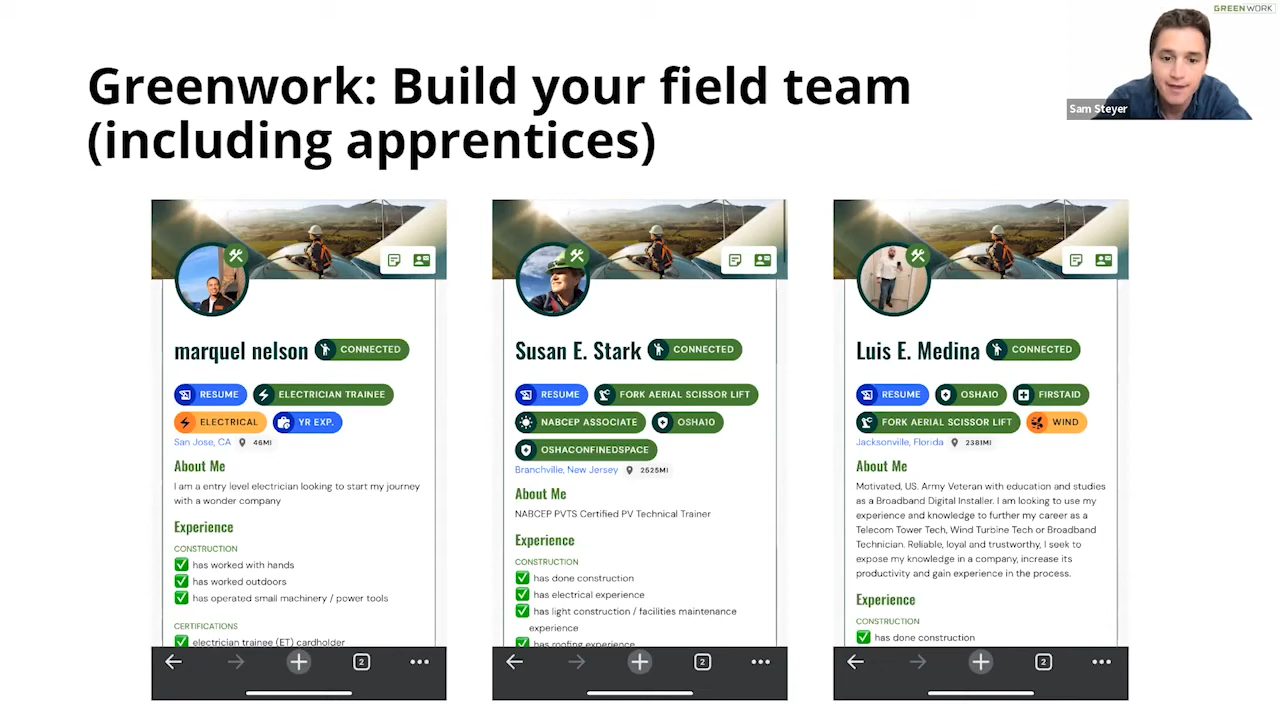 GREENWORK
Sam Steyer
Greenwork: Build your field team
(including apprentices)
marquel nelson CONNECTED
RESUME ELECTRICIAN TRAINEE
ELECTRICAL YR EXP.
San Jose, CA 46MI
About Me
I am a entry level electrician looking to start my journey
with a wonder company
Experience
CONSTRUCTION
has worked with hands
has worked outdoors
has operated small machinery / power tools
CERTIFICATIONS
electrician trainee (ET) cardholder
2
Susan E. Stark CONNECTED
RESUME FORK AERIAL SCISSOR LIFT
NABCEP ASSOCIATE OSHA10
OSHACONFINEDSPACE
Branchville, New Jersey 2525MI
About Me
NABCEP PVTS Certified PV Technical Trainer
Experience
CONSTRUCTION
has done construction
has electrical experience
has light construction / facilities maintenance
experience
has roofing experience
2
Luis E. Medina CONNECTED
RESUME OSHA10 FIRSTAID
FORK AERIAL SCISSOR LIFT WIND
Jacksonville, Florida 2381MI
About Me
Motivated, US. Army Veteran with education and studies
as a Broadband Digital Installer. I am looking to use my
experience and knowledge to further my career as a
Telecom Tower Tech, Wind Turbine Tech or Broadband
Technician. Reliable, loyal and trustworthy, I seek to
expose my knowledge in a company, increase its
productivity and gain experience in the process.
Experience
CONSTRUCTION
has done construction
2